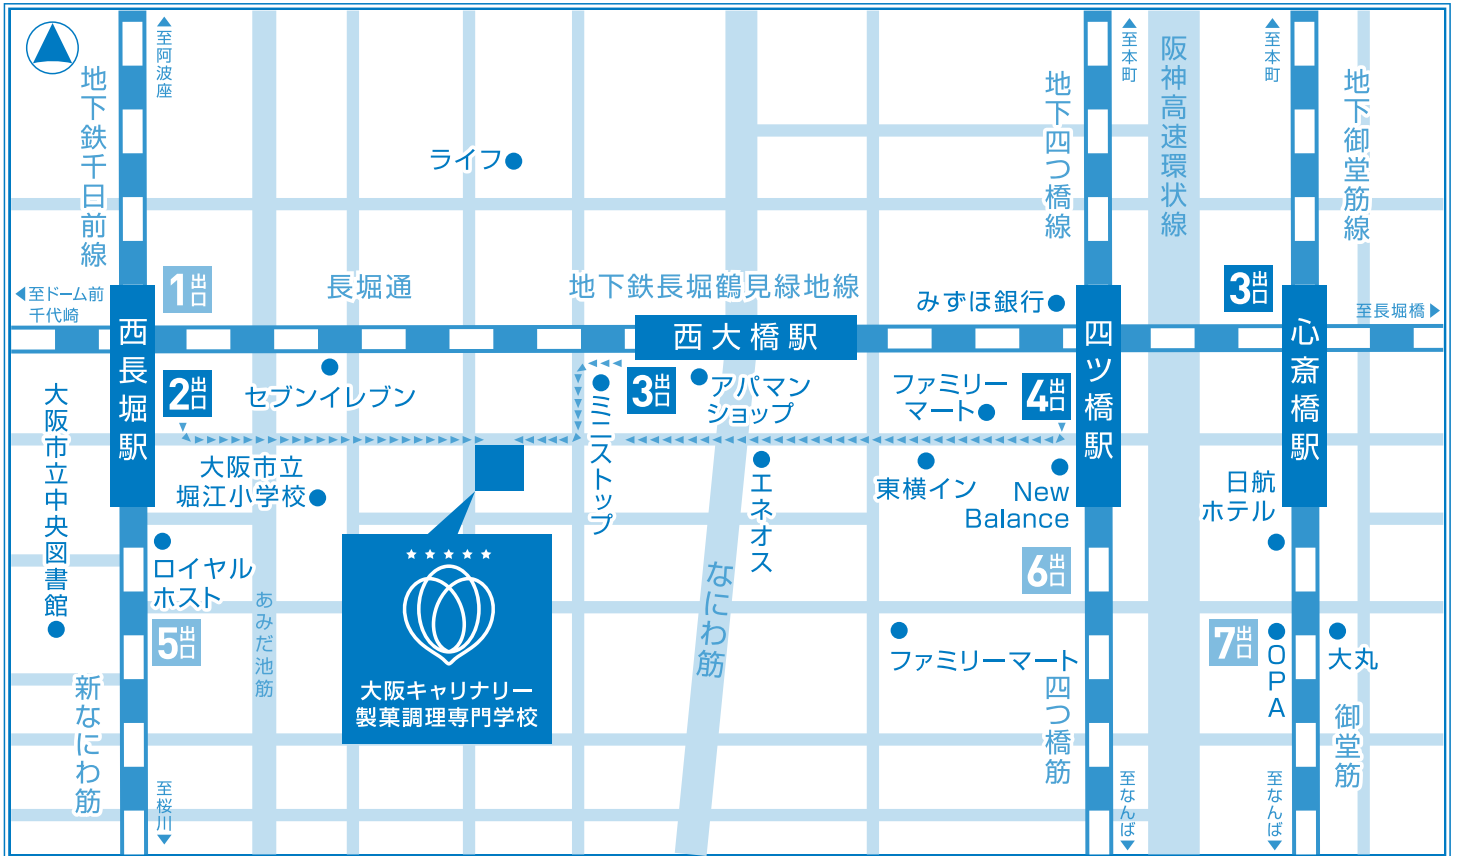 至阿波座
地下鉄千日前線
至本町
地下四つ橋線
阪神高速環状線
至本町
地下御堂筋線
ライフ
1出口
長堀通
地下鉄長堀鶴見緑地線
みずほ銀行
3出口
至ドーム前
千代崎
至長堀橋
西長堀駅
西大橋駅
四ツ橋駅
心斎橋駅
2出口
セブンイレブン
ミニストップ
3出口
アパマン
ショップ
ファミリー
マート
4出口
大阪市立中央図書館
大阪市立
堀江小学校
エネオス
東横イン
New
Balance
日航
ホテル
ロイヤル
ホスト
5出口
あみだ池筋
なにわ筋
6出口
ファミリーマート
7出口
OPA
大丸
大阪キャリナリー
製菓調理専門学校
新なにわ筋
四つ橋筋
御堂筋
至桜川
至なんば
至なんば